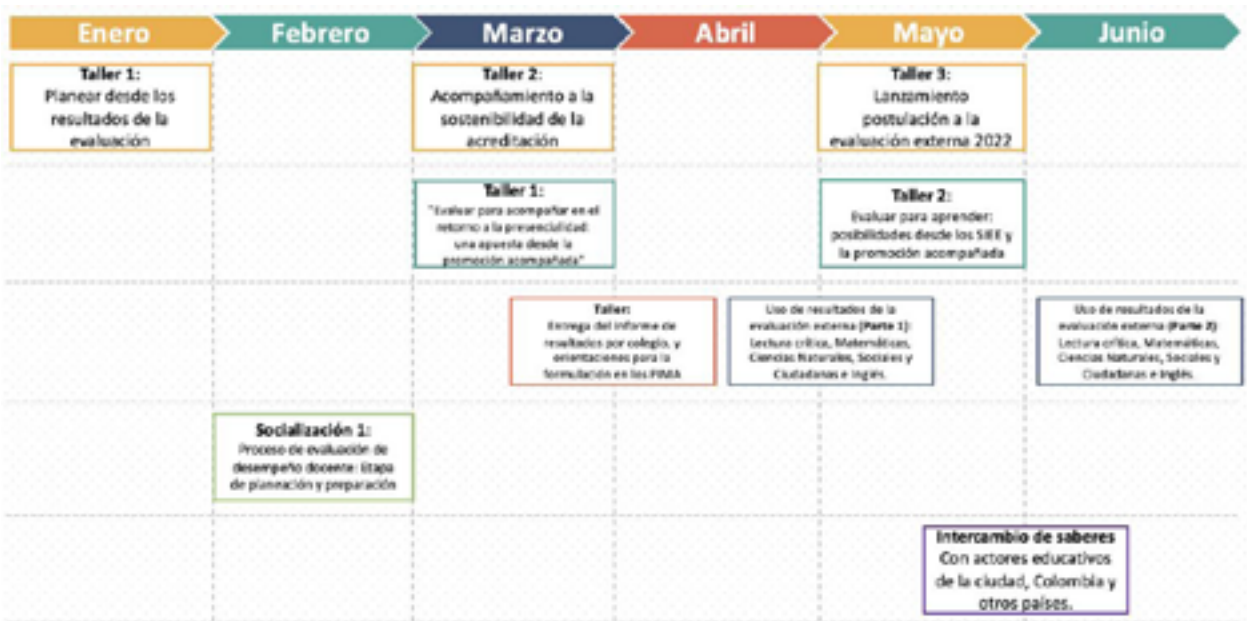 Enero
Febrero
Marzo
Abril
Mayo
Junio
Taller 1:
Planear desde los
resultados de la
evaluación
Taller 2:
Acompañamiento a la
sostenibilidad de la
acreditación
Taller 3:
Lanzamiento
postulación a la
evaluación externa 2022
Taller 1:
"Evaluar para acompañar en el
retorno a la presencialidad:
una apuesta desde la
promoción acompañada"
Taller 2:
Evaluar para aprender:
posibilidades desde los SIEE y
la promoción acompañada
Taller:
Entrega del informe de
resultados por colegio, y
orientaciones para la
formulación en los
Uso de resultados de la
evaluación externa (Parte 1):
Lectura crítica, Matemáticas,
Ciencias Naturales, Sociales y
Ciudadanas e Inglés.
Uso de resultados de la
evaluación externa (Parte 2):
Lectura crítica, Matemáticas,
Ciencias Naturales, Sociales y
Ciudadanas e Inglés.
Socialización 1:
Proceso de evaluación de
desempeño docente: Etapa
de planeación y preparación
Intercambio de saberes
Con actores educativos
de la ciudad, Colombia y
otros países.